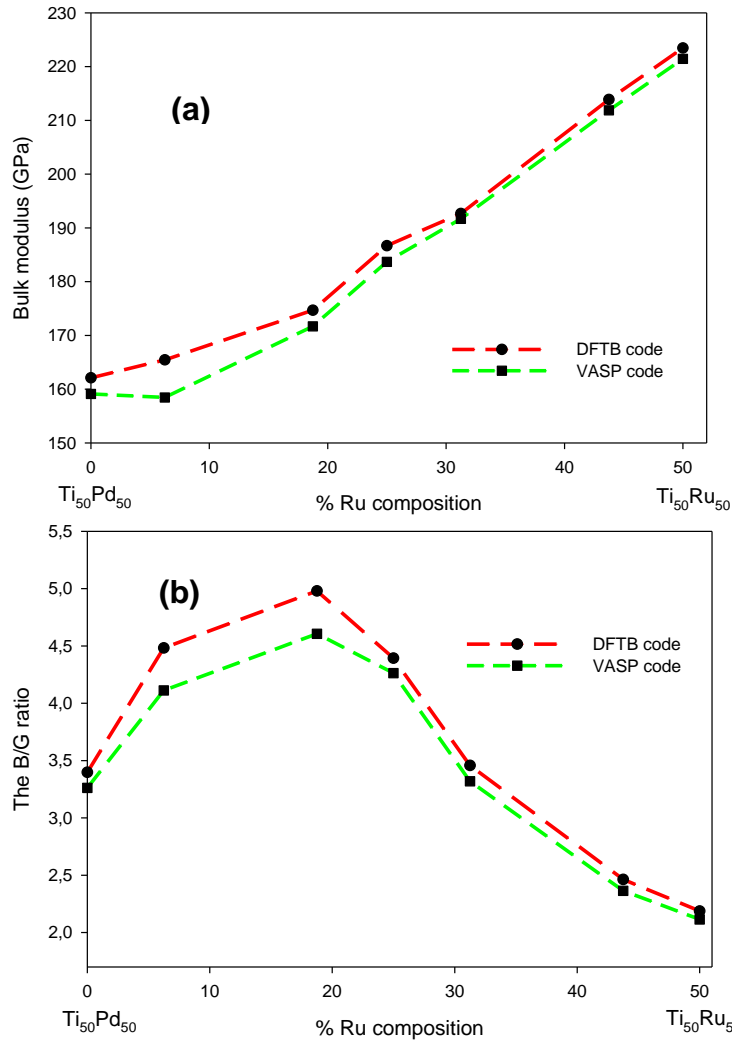 230
220
(a)
210
200
190
180
170
160
150
Bulk modulus (GPa)
DFTB code
VASP code
0 10 20 30 40 50
Ti₅₀Pd₅₀ % Ru composition Ti₅₀Ru₅₀
5,5
(b)
5,0
4,5
4,0
3,5
3,0
2,5
2,0
The B/G ratio
DFTB code
VASP code
0 10 20 30 40 50
Ti₅₀Pd₅₀ % Ru composition Ti₅₀Ru₅